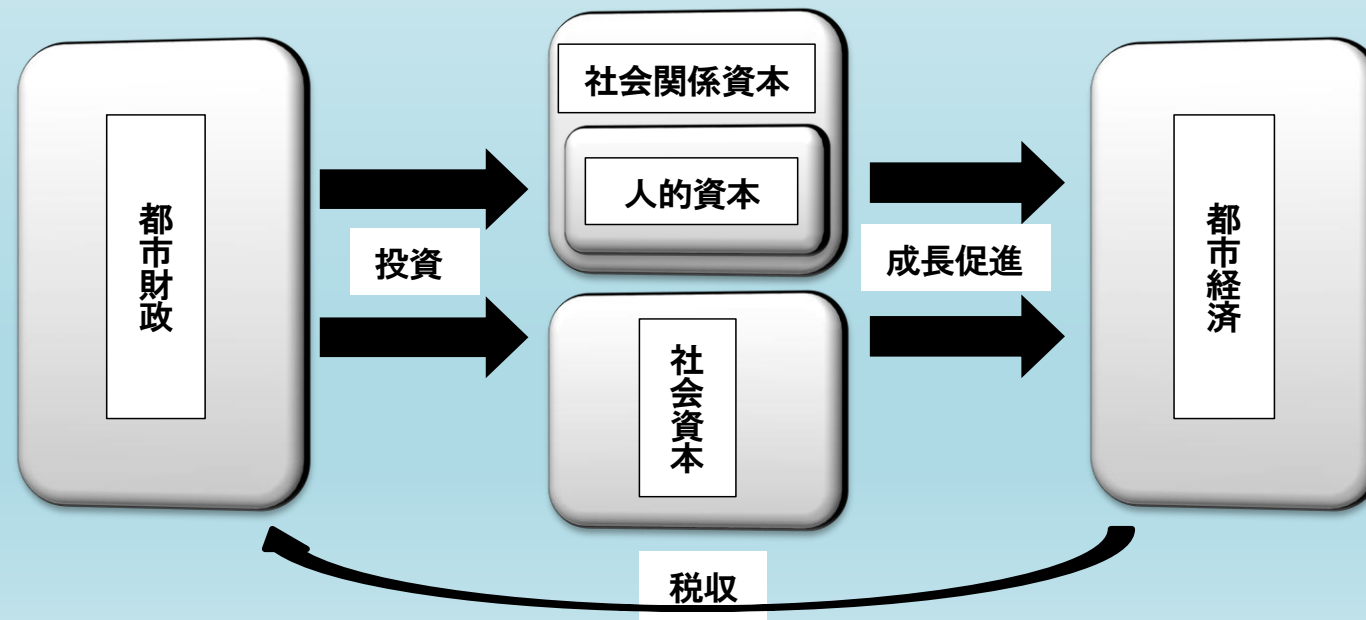 都市財政
投資
社会関係資本
人的資本
社会資本
成長促進
都市経済
税収